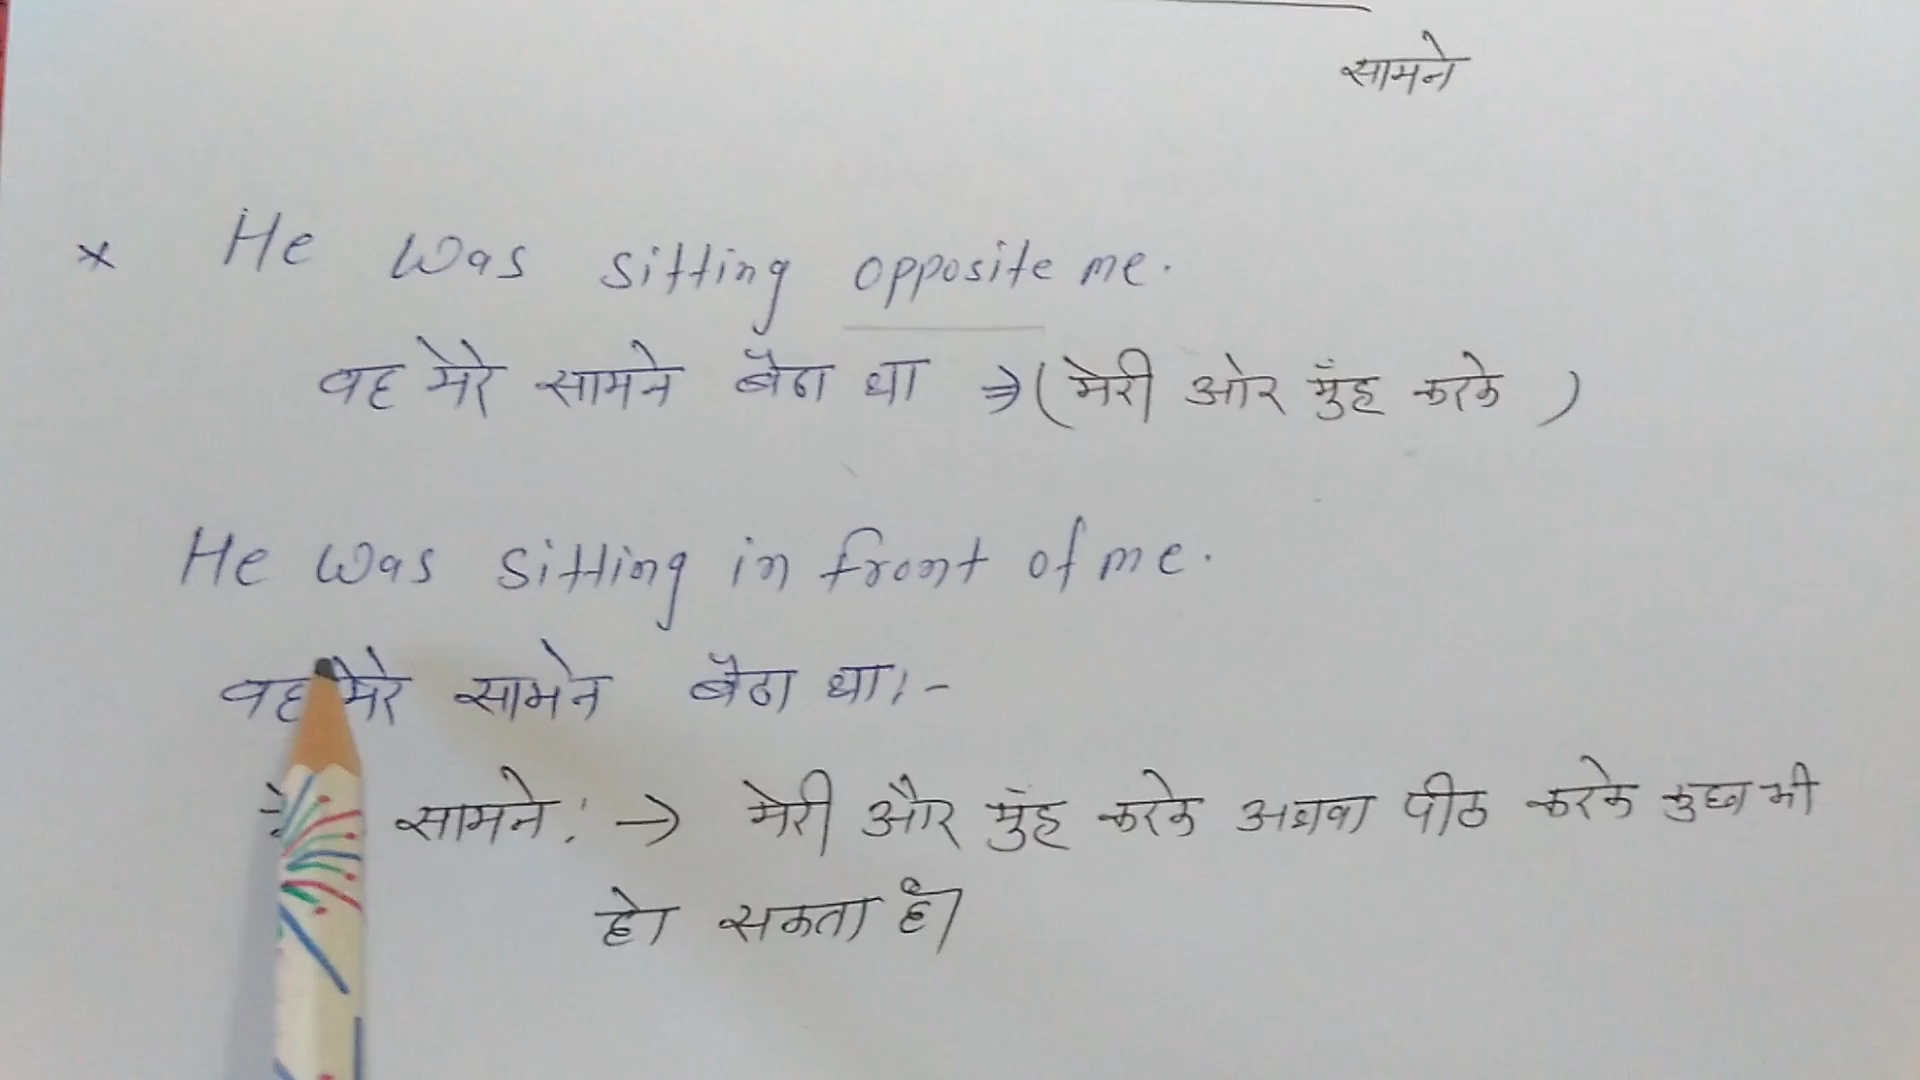 सामने
* He was sitting opposite me.
वह मेरे सामने बैठा था ⇒ (मेरी ओर मुँह करके )
He was sitting in front of me.
वह मेरे सामने बैठा था। -
सामने : → मेरी और मुंह करके अथवा पीठ करके कुछ भी
हो सकता है।